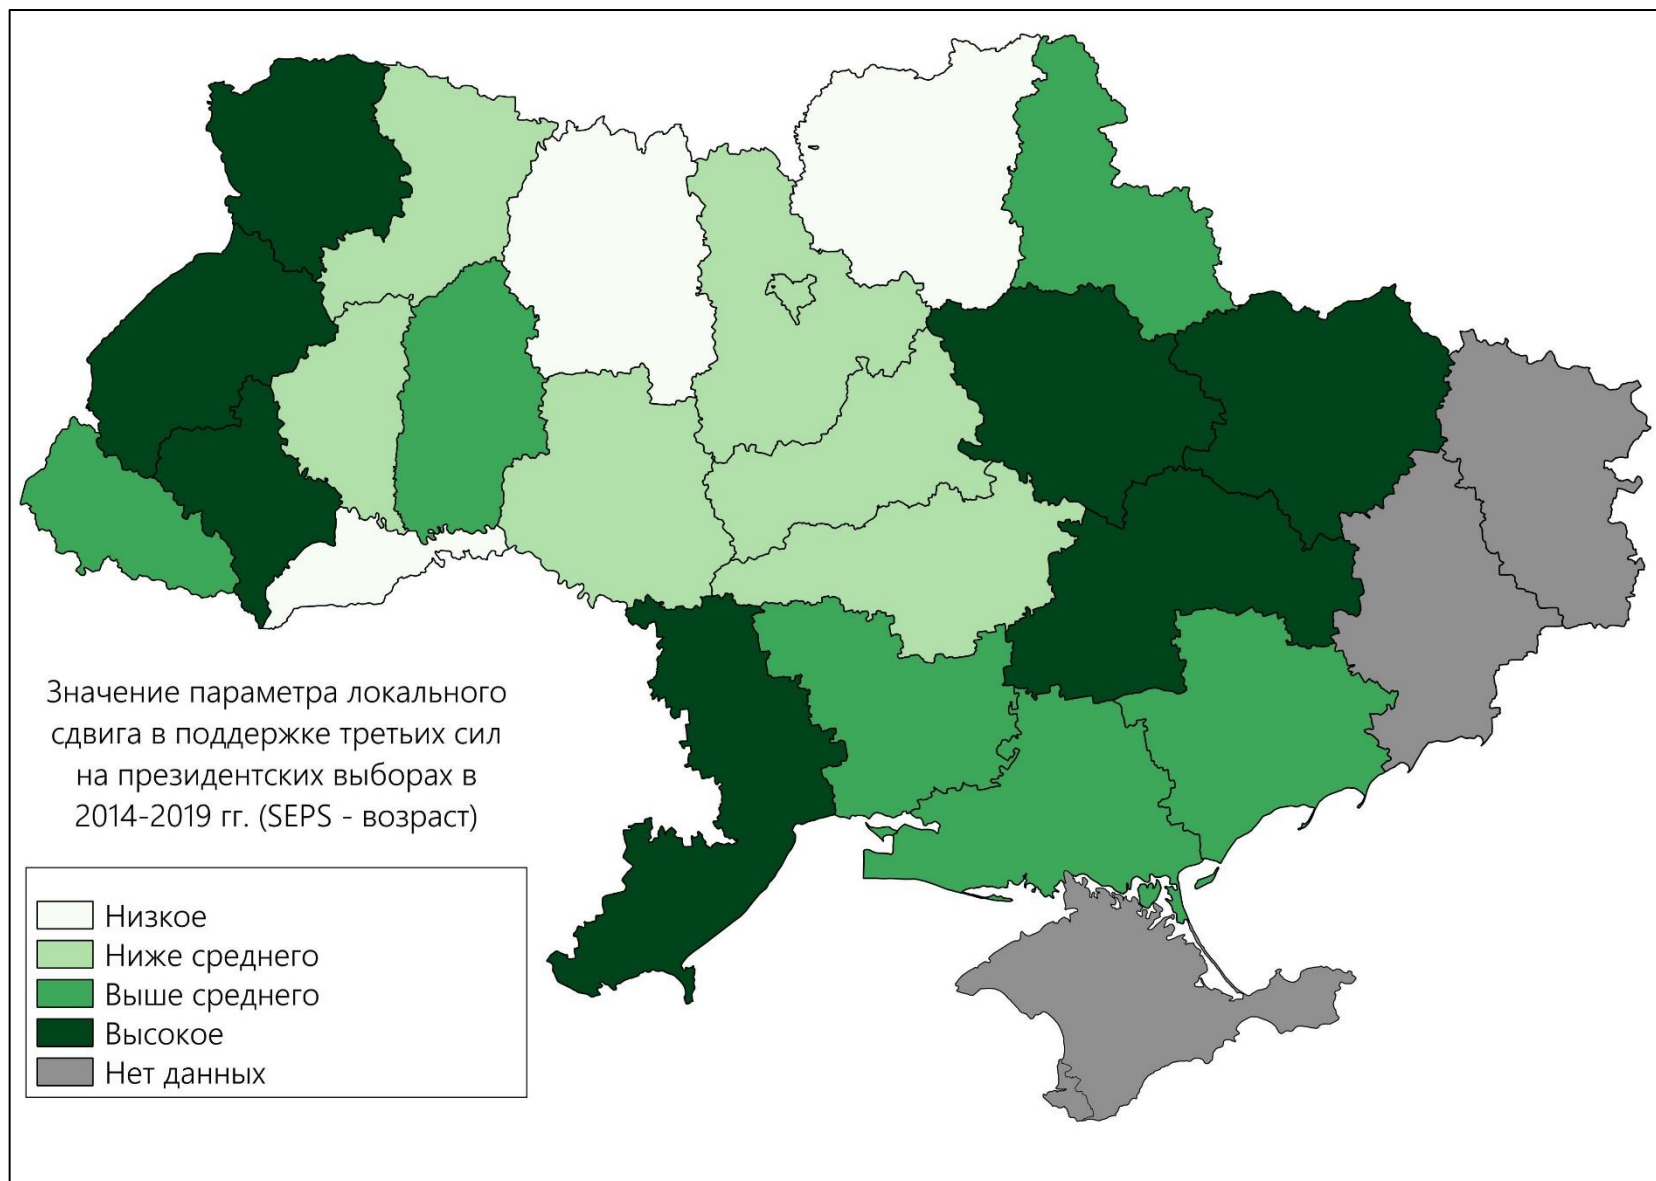 Значение параметра локального
сдвига в поддержке третьих сил
на президентских выборах в
2014-2019 гг. (SEPS - возраст)
Низкое
Ниже среднего
Выше среднего
Высокое
Нет данных